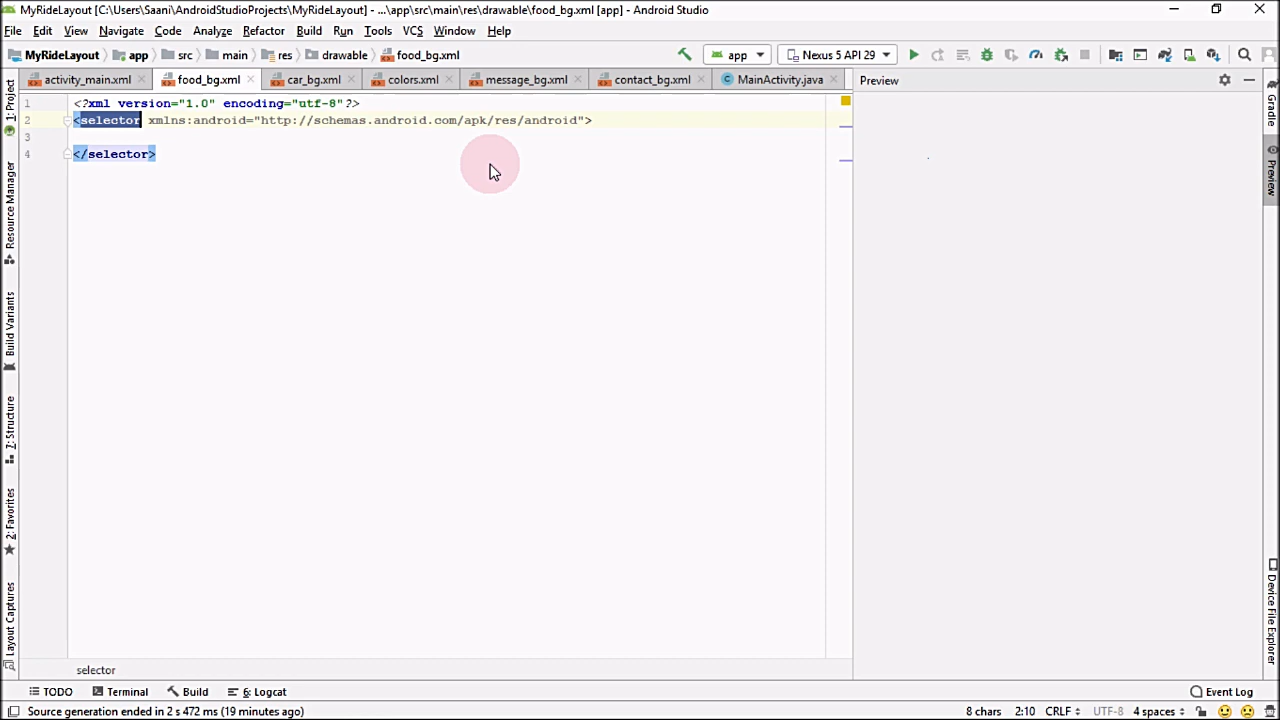 MyRideLayout [C:\Users\Saani\AndroidStudioProjects\MyRideLayout] - ...\app\src\main\res\drawable\food_bg.xml [app] - Android Studio
File Edit View Navigate Code Analyze Refactor Build Run Tools VCS Window Help
MyRideLayout app src main res drawable food_bg.xml app Nexus 5 API 29
activity_main.xml food_bg.xml car_bg.xml colors.xml message_bg.xml contact_bg.xml MainActivity.java Preview
1 <?xml version="1.0" encoding="utf-8"?>
2 <selector xmlns:android="http://schemas.android.com/apk/res/android">
3
4 </selector>
1: Project
Resource Manager
Build Variants
7: Structure
2: Favorites
Layout Captures
Gradle
Preview
Device File Explorer
selector
TODO Terminal Build 6: Logcat Event Log
Source generation ended in 2 s 472 ms (19 minutes ago) 8 chars 2:10 CRLF UTF-8 4 spaces